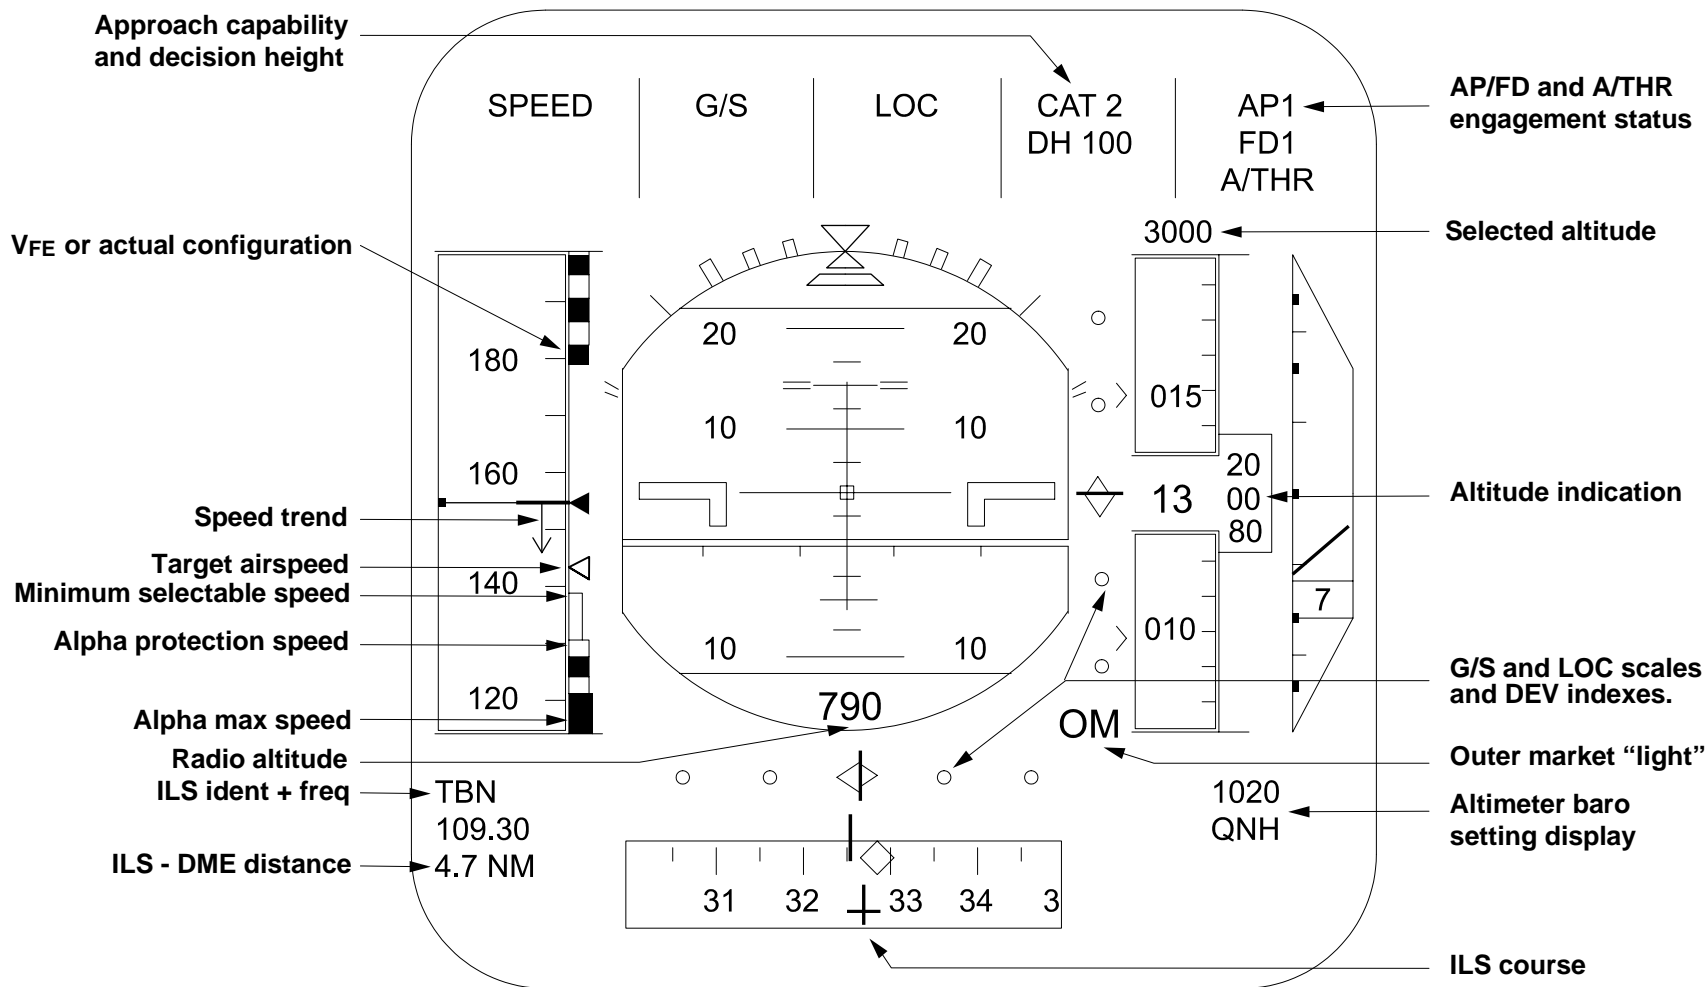 Approach capability
and decision height
SPEED
G/S
LOC
CAT 2
DH 100
AP1
FD1
A/THR
AP/FD and A/THR
engagement status
VFE or actual configuration
3000
Selected altitude
180
160
140
120
20 20
10 10
10 10
015
13
20
00
80
010
7
Altitude indication
Speed trend
Target airspeed
Minimum selectable speed
Alpha protection speed
Alpha max speed
Radio altitude
ILS ident + freq
ILS - DME distance
790
OM
G/S and LOC scales
and DEV indexes.
Outer market “light”
TBN
109.30
4.7 NM
1020
QNH
Altimeter baro
setting display
31 32 33 34 3
ILS course